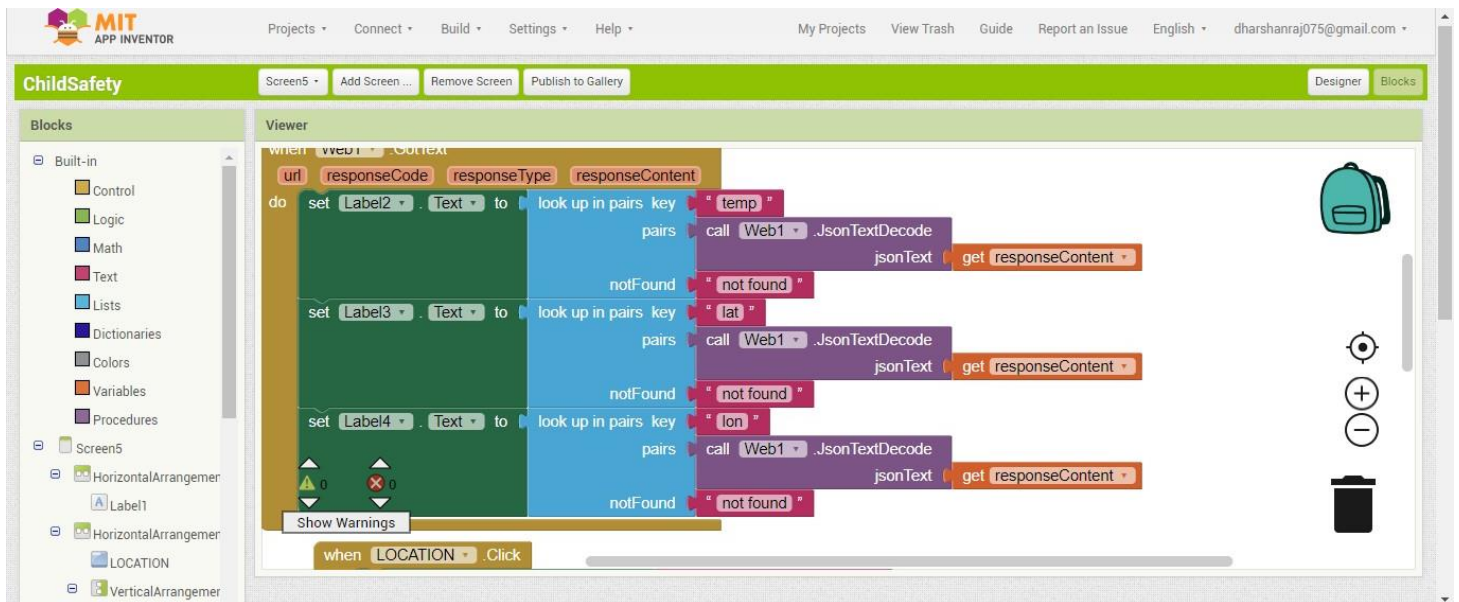 MIT
APP INVENTOR
Projects Connect Build Settings Help My Projects View Trash Guide Report an Issue English dharshanraj075@gmail.com
ChildSafety Screen5 Add Screen ... Remove Screen Publish to Gallery Designer Blocks
Blocks
Viewer
Built-in
Control
Logic
Math
Text
Lists
Dictionaries
Colors
Variables
Procedures
Screen5
HorizontalArrangemer
Label1
HorizontalArrangemer
LOCATION
VerticalArrangemer
when Web1 .GotText
url responseCode responseType responseContent
do set Label2 . Text to look up in pairs key " temp "
pairs call Web1 .JsonTextDecode
jsonText get responseContent
notFound " not found "
set Label3 . Text to look up in pairs key " lat "
pairs call Web1 .JsonTextDecode
jsonText get responseContent
notFound " not found "
set Label4 . Text to look up in pairs key " lon "
pairs call Web1 .JsonTextDecode
jsonText get responseContent
notFound " not found "
0 0
Show Warnings
when LOCATION .Click